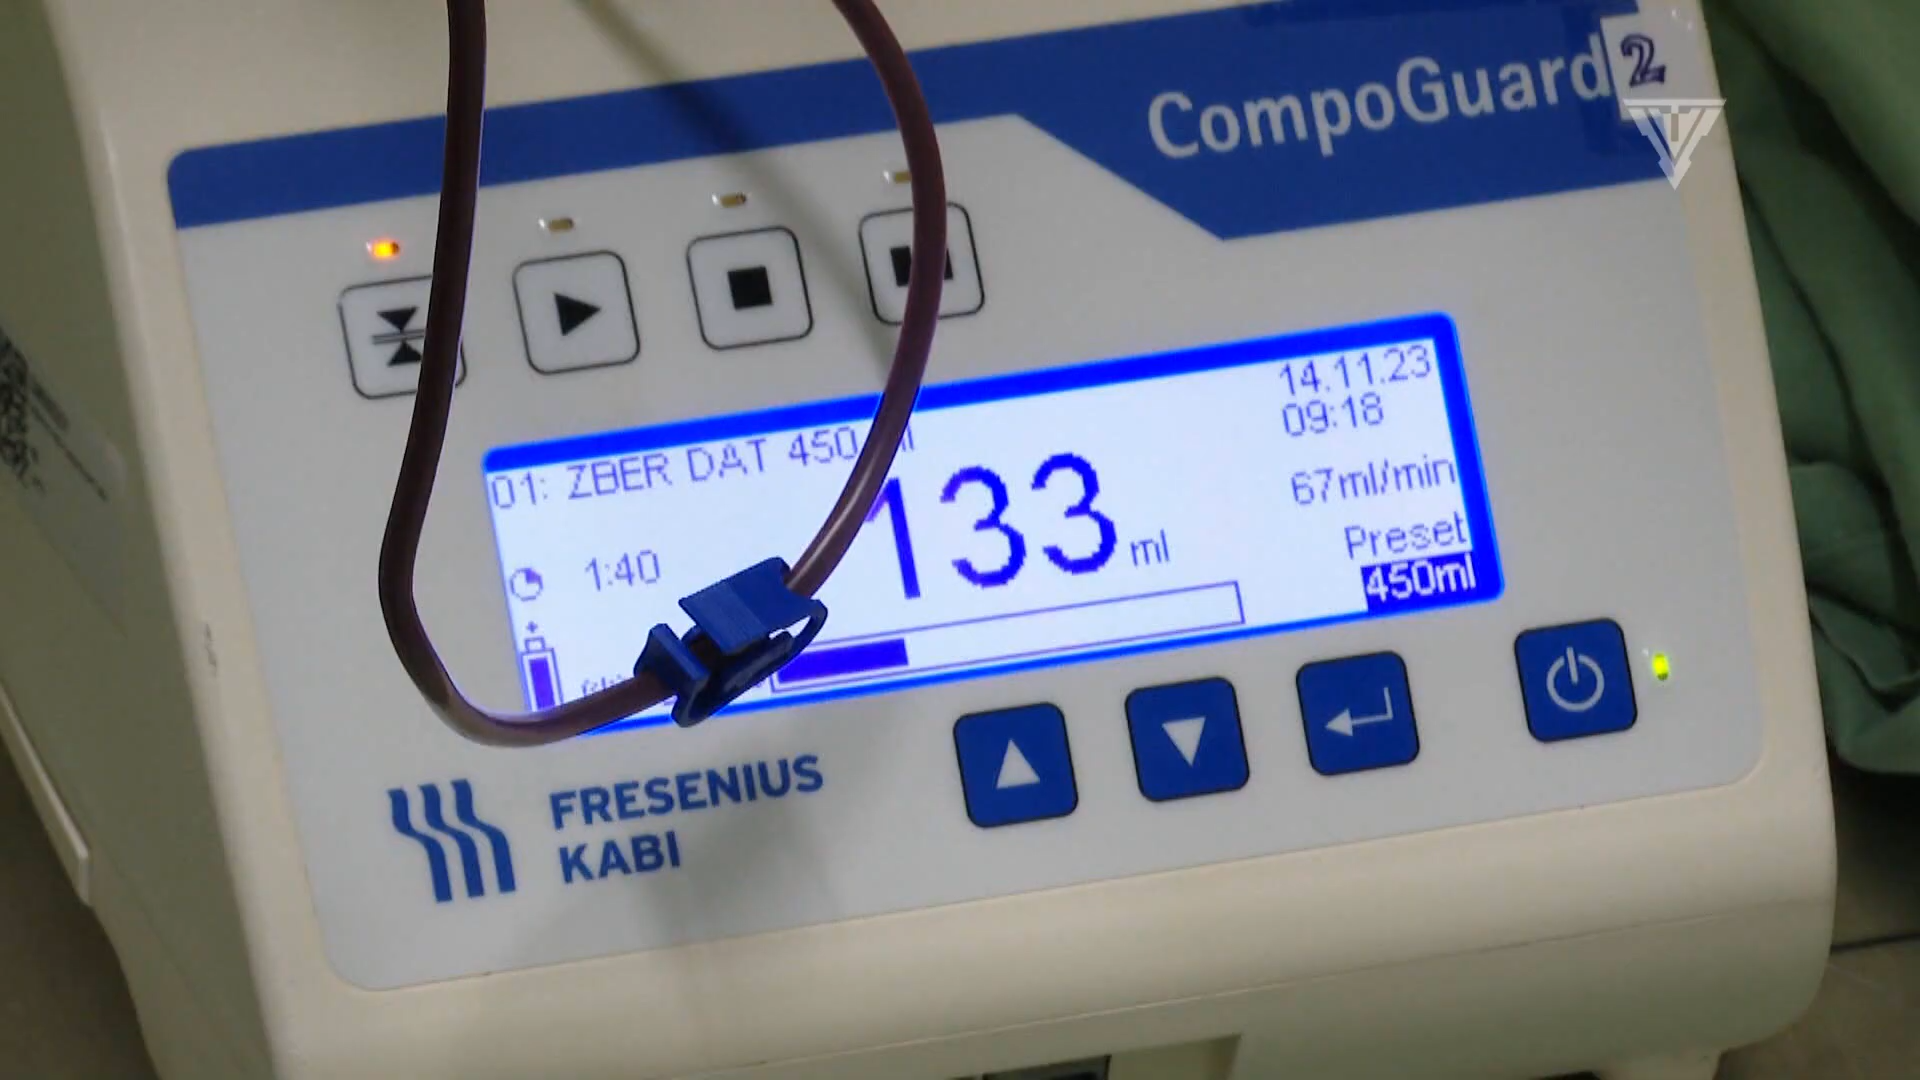 CompoGuard
2
14.11.23
01: ZBER DAT 450 ml
09:18
133 ml
67ml/min
1:40
Preset
450ml
FRESENIUS
KABI